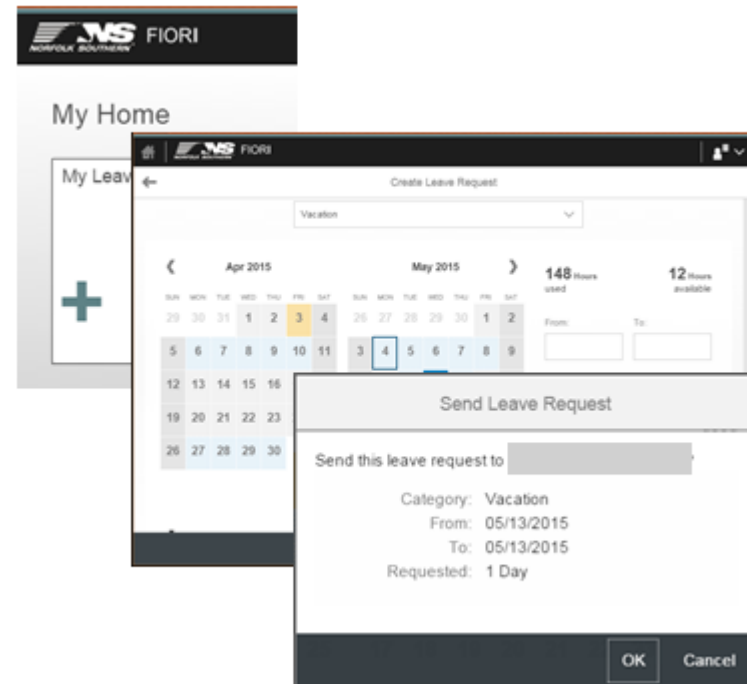 NS FIORI
NORFOLK SOUTHERN
My Home
My Leav
NS FIORI
NORFOLK SOUTHERN
Create Leave Request
Vacation
Apr 2015
May 2015
148 Hours
used
12 Hours
available
SUN MON TUE WED THU FRI SAT
SUN MON TUE WED THU FRI SAT
29 30 31 1 2 3 4
26 27 28 29 30 1 2
From:
To:
5 6 7 8 9 10 11
3 4 5 6 7 8 9
12 13 14 15 16
19 20 21 22 23
26 27 28 29 30
Send Leave Request
Send this leave request to
Category: Vacation
From: 05/13/2015
To: 05/13/2015
Requested: 1 Day
OK Cancel